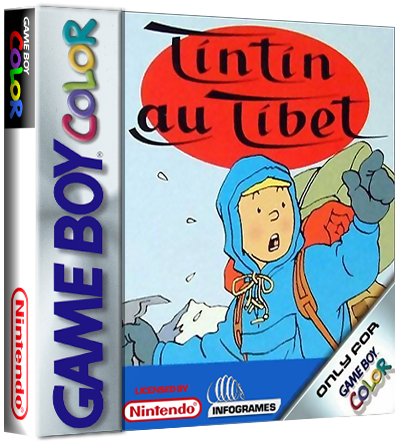 GAME BOY
COLOR
Nintendo
GAME BOY COLOR
Tintin
au Tibet
LICENSED BY
Nintendo
INFOGRAMES
ONLY FOR
GAME BOY
COLOR